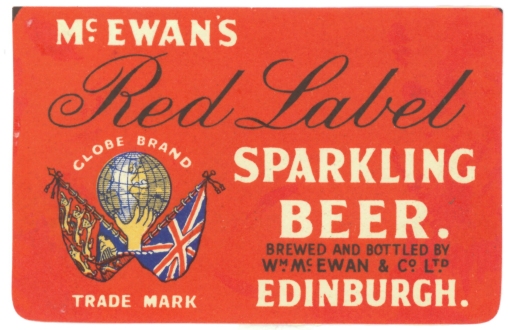 McEWAN'S
Red Label
GLOBE BRAND
TRADE MARK
SPARKLING
BEER.
BREWED AND BOTTLED BY
Wm McEWAN & Co LTD
EDINBURGH.